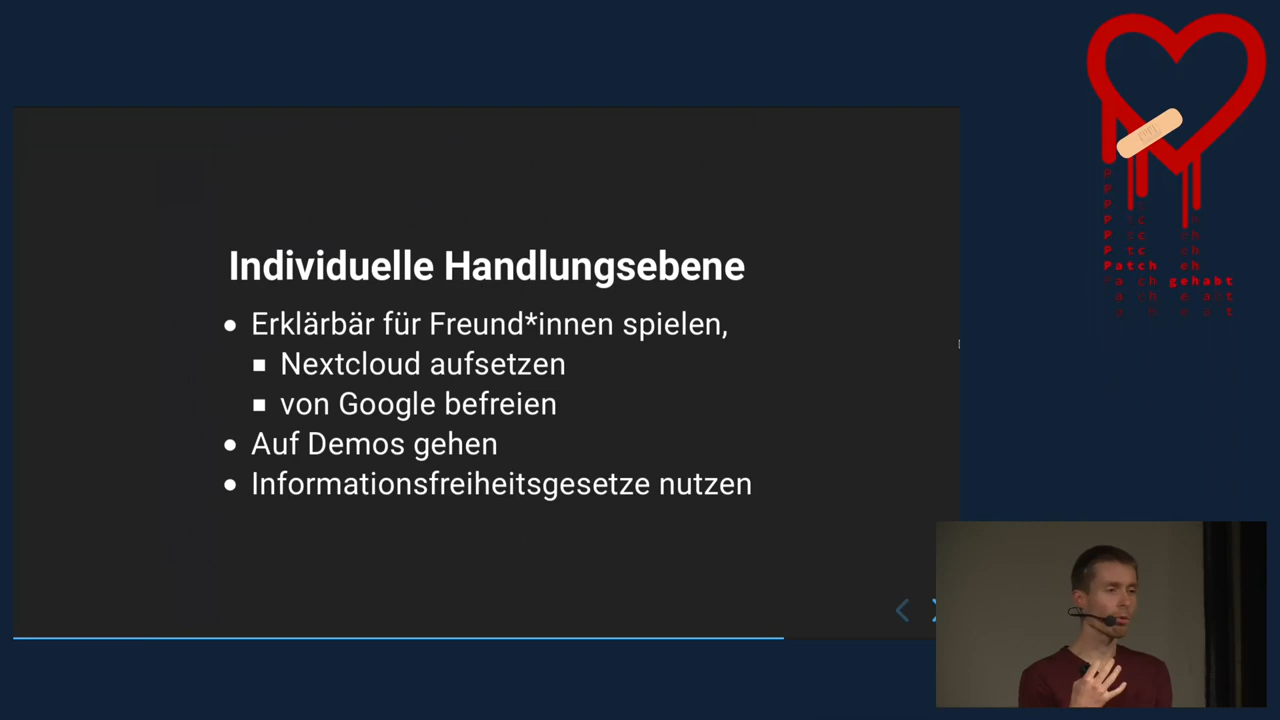 Individuelle Handlungsebene
Erklärbär für Freund*innen spielen,
Nextcloud aufsetzen
von Google befreien
Auf Demos gehen
Informationsfreiheitsgesetze nutzen
Patch
gehabt